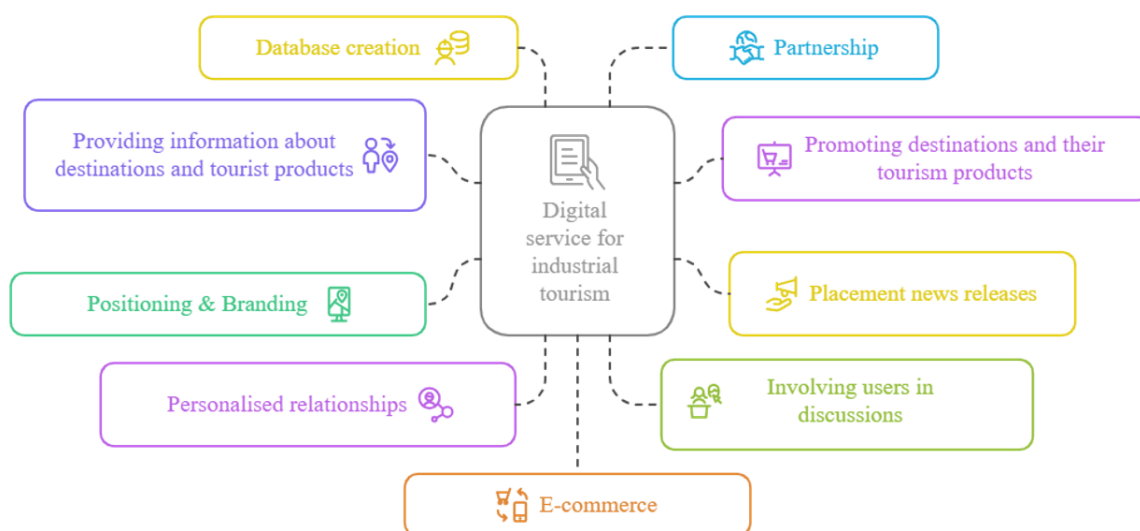 Database creation
Partnership
Providing information about
destinations and tourist products
Promoting destinations and their
tourism products
Digital
service for
industrial
tourism
Positioning & Branding
Placement news releases
Personalised relationships
Involving users in
discussions
E-commerce